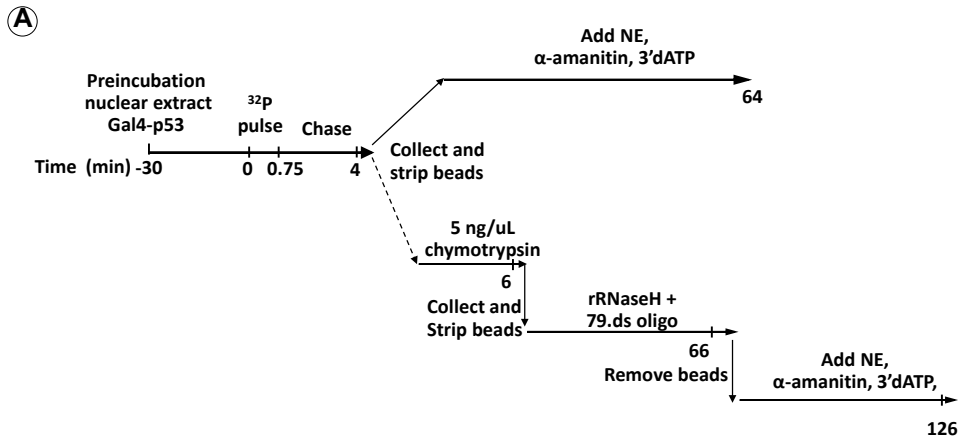 A
Add NE,
α-amanitin, 3'dATP
64
Preincubation
nuclear extract
Gal4-p53
³²P
pulse
Chase
Time (min) -30
0
0.75
4
Collect and
strip beads
5 ng/uL
chymotrypsin
6
Collect and
Strip beads
rRNaseH +
79.ds oligo
66
Remove beads
Add NE,
α-amanitin, 3'dATP,
126